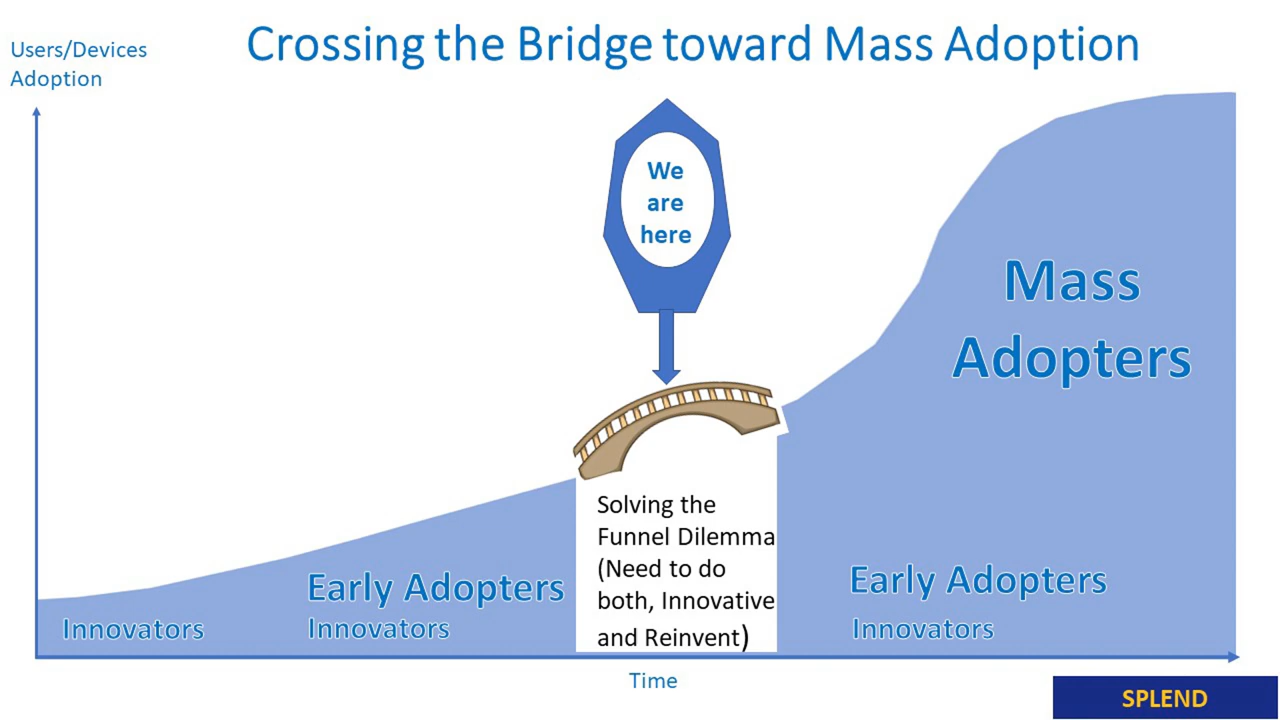 Crossing the Bridge toward Mass Adoption
Users/Devices
Adoption
We
are
here
Mass
Adopters
Solving the
Funnel Dilemma
(Need to do
both, Innovative
and Reinvent)
Early Adopters
Innovators
Innovators
Early Adopters
Innovators
Time
SPLEND